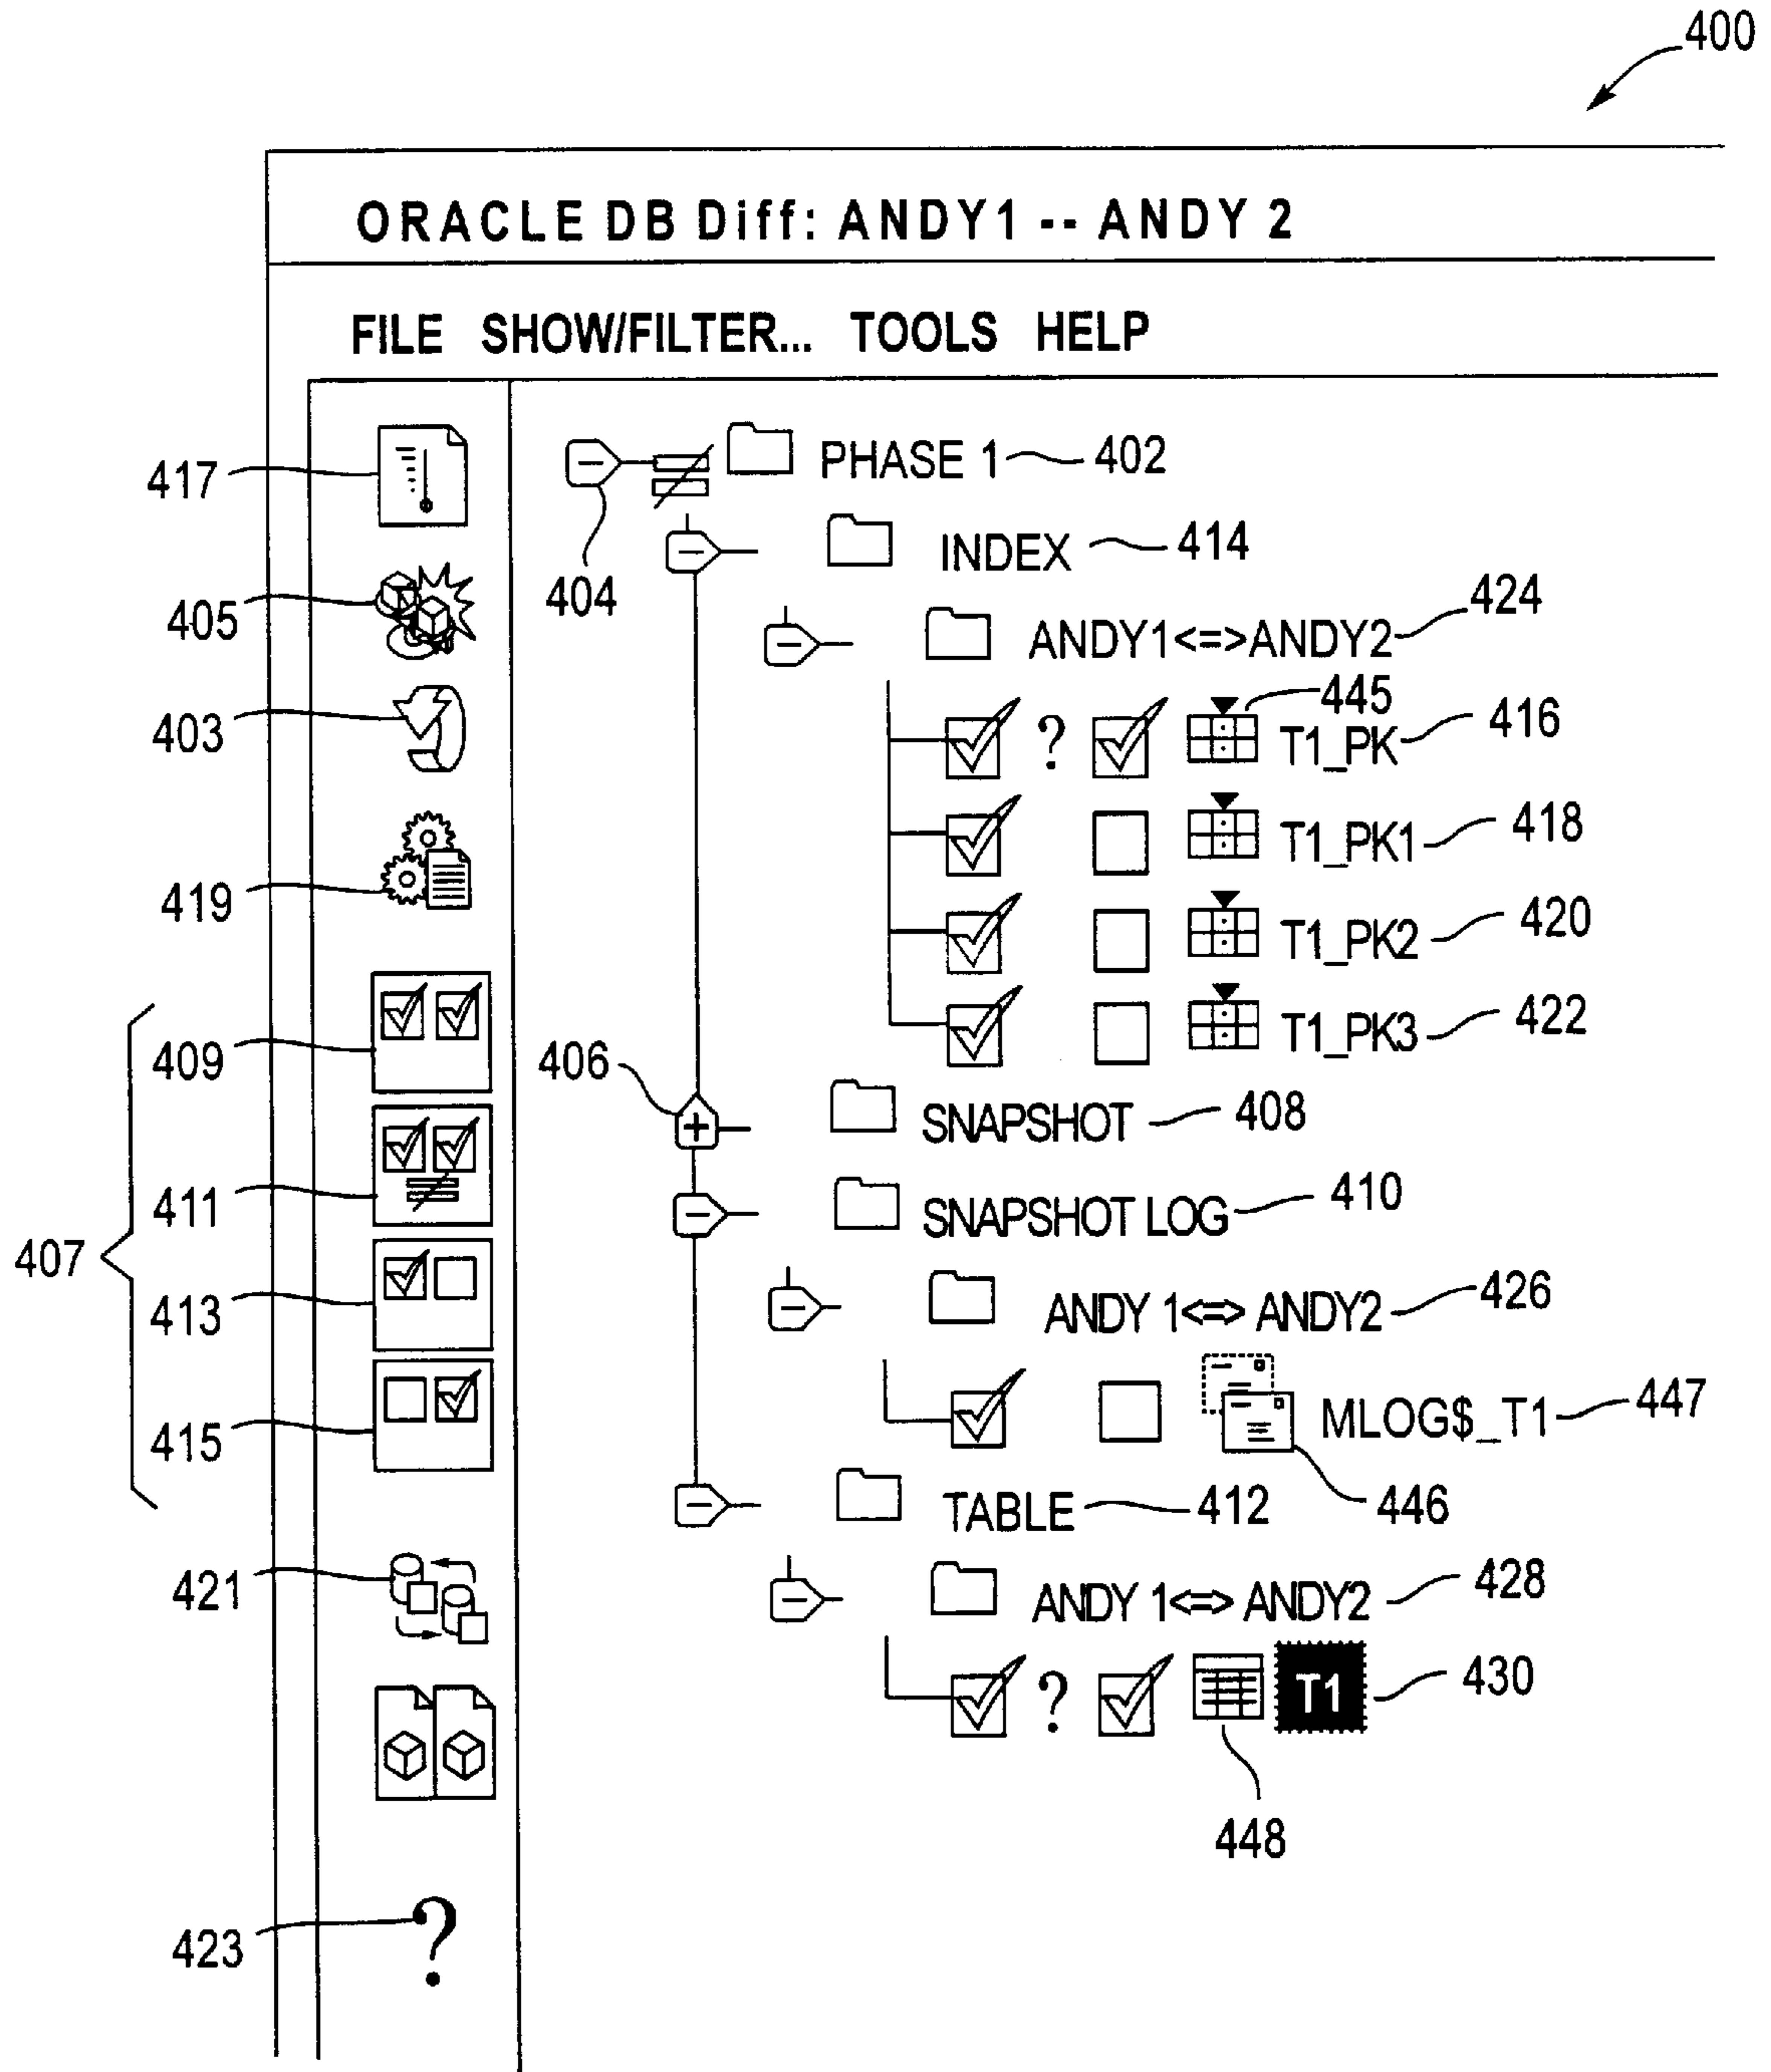 400
ORACLE DB Diff: ANDY1 -- ANDY 2
FILE SHOW/FILTER... TOOLS HELP
417
PHASE 1 402
404
INDEX 414
405
ANDY1<=>ANDY2 424
445
403
? T1_PK 416
T1_PK1 418
419
T1_PK2 420
T1_PK3 422
409
406
SNAPSHOT 408
411
SNAPSHOT LOG 410
407
413
ANDY 1<=> ANDY2 426
415
MLOG$_T1 447
446
TABLE 412
421
ANDY 1<=> ANDY2 428
? T1 430
448
423 ?